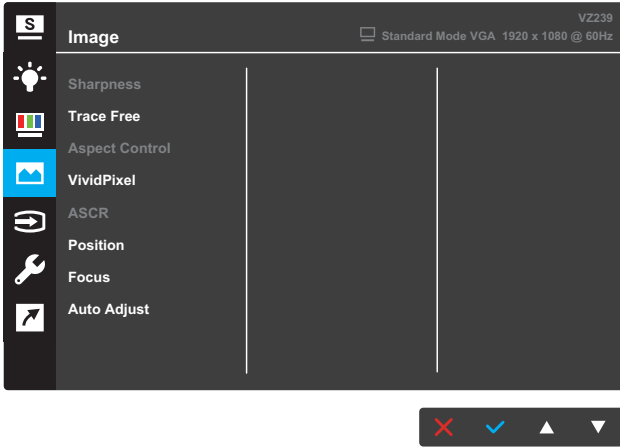 S
VZ239
Image
Standard Mode VGA 1920 x 1080 @ 60Hz
Sharpness
Trace Free
Aspect Control
VividPixel
ASCR
Position
Focus
Auto Adjust